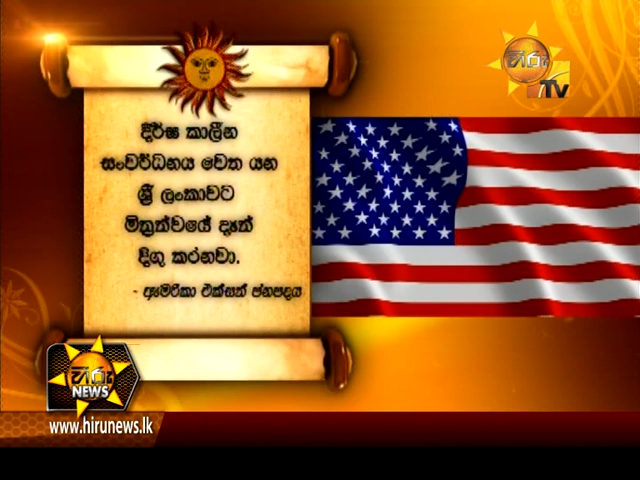 හිරු
TV
දීර්ඝ කාලීන
සංවර්ධනය වෙත යන
ශ්‍රී ලංකාවට
මිත්‍රත්වයේ දෑත්
දිගු කරනවා.
- ඇමරිකා එක්සත් ජනපදය
හිරු
NEWS
www.hirunews.lk